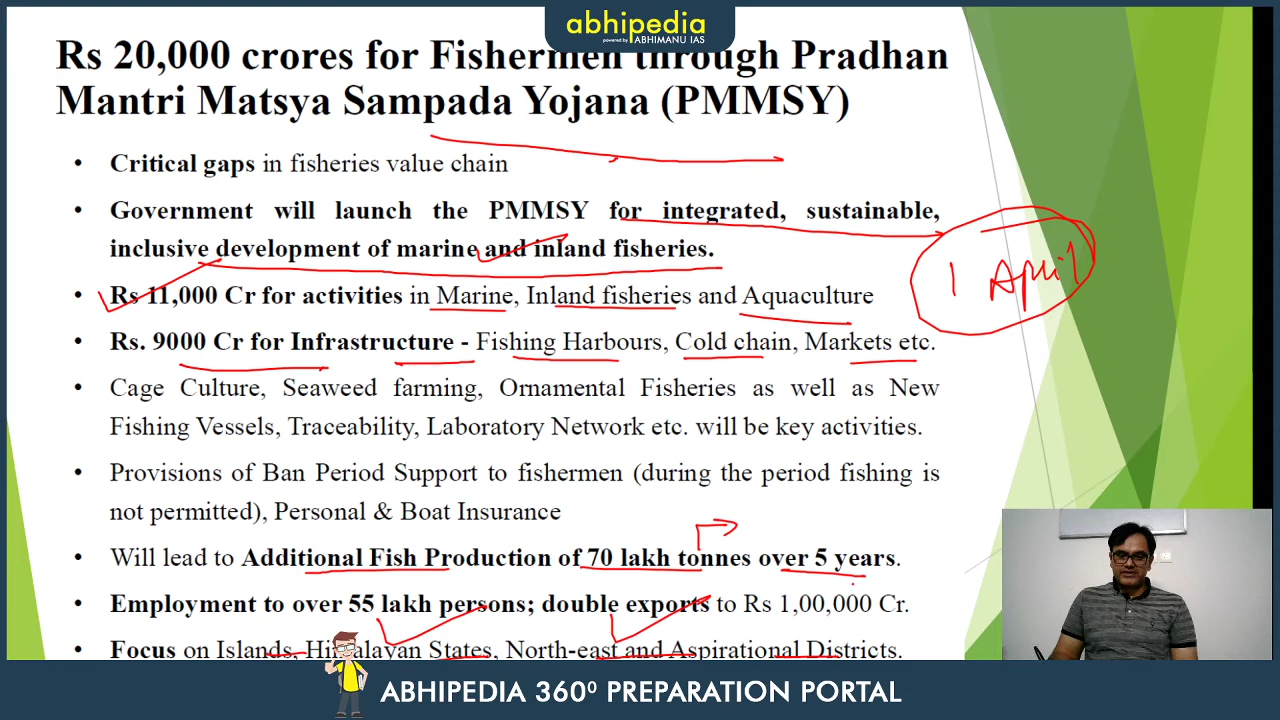 abhipedia
powered by ABHIMANU IAS
Rs 20,000 crores for Fishermen through Pradhan
Mantri Matsya Sampada Yojana (PMMSY)
• Critical gaps in fisheries value chain
• Government will launch the PMMSY for integrated, sustainable,
inclusive development of marine and inland fisheries.
• Rs 11,000 Cr for activities in Marine, Inland fisheries and Aquaculture
1 April
• Rs. 9000 Cr for Infrastructure - Fishing Harbours, Cold chain, Markets etc.
• Cage Culture, Seaweed farming, Ornamental Fisheries as well as New
Fishing Vessels, Traceability, Laboratory Network etc. will be key activities.
• Provisions of Ban Period Support to fishermen (during the period fishing is
not permitted), Personal & Boat Insurance
• Will lead to Additional Fish Production of 70 lakh tonnes over 5 years.
• Employment to over 55 lakh persons; double exports to Rs 1,00,000 Cr.
• Focus on Islands, Himalayan States, North-east and Aspirational Districts.
ABHIPEDIA 360⁰ PREPARATION PORTAL